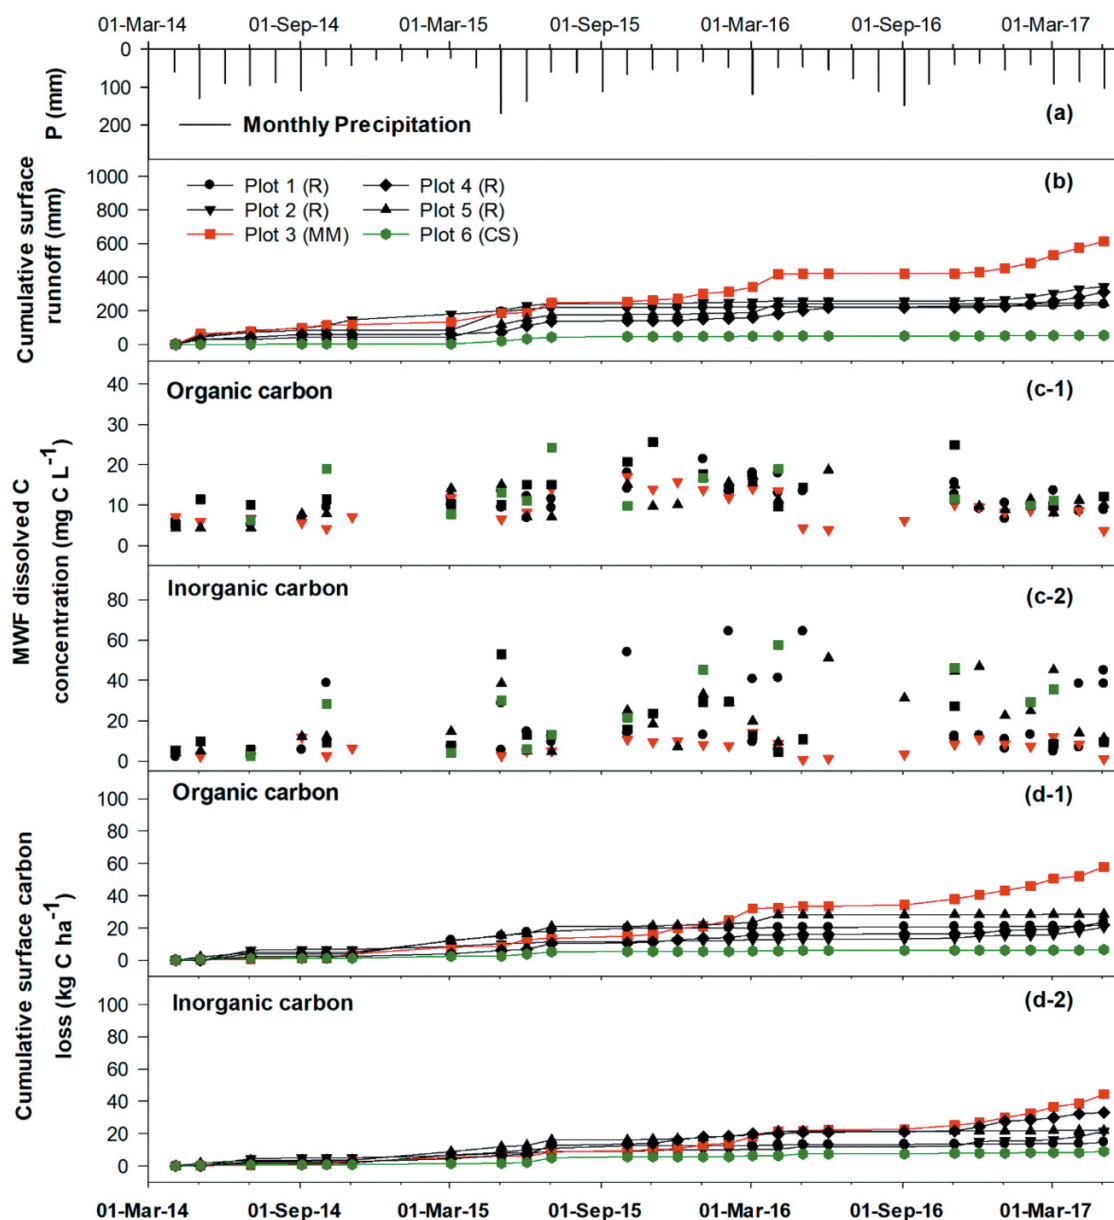 01-Mar-14 01-Sep-14 01-Mar-15 01-Sep-15 01-Mar-16 01-Sep-16 01-Mar-17
P (mm)
0
100
200
Monthly Precipitation
(a)
Cumulative surface
runnoff (mm)
1000
800
600
400
200
0
Plot 1 (R) Plot 4 (R)
Plot 2 (R) Plot 5 (R)
Plot 3 (MM) Plot 6 (CS)
(b)
MWF dissolved C
concentration (mg C L⁻¹)
Organic carbon
(c-1)
40
30
20
10
0
Inorganic carbon
(c-2)
80
60
40
20
0
Cumulative surface carbon
loss (kg C ha⁻¹)
Organic carbon
(d-1)
100
80
60
40
20
0
Inorganic carbon
(d-2)
100
80
60
40
20
0
01-Mar-14 01-Sep-14 01-Mar-15 01-Sep-15 01-Mar-16 01-Sep-16 01-Mar-17